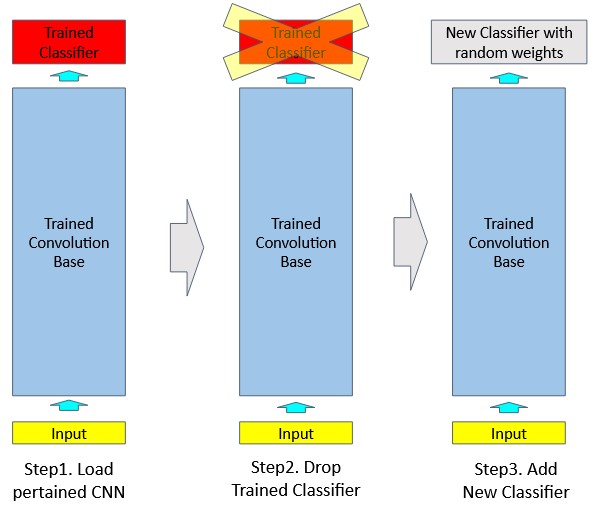 Trained
Classifier
Trained
Classifier
New Classifier with
random weights
Trained
Convolution
Base
Trained
Convolution
Base
Trained
Convolution
Base
Input
Input
Input
Step1. Load
pertained CNN
Step2. Drop
Trained Classifier
Step3. Add
New Classifier